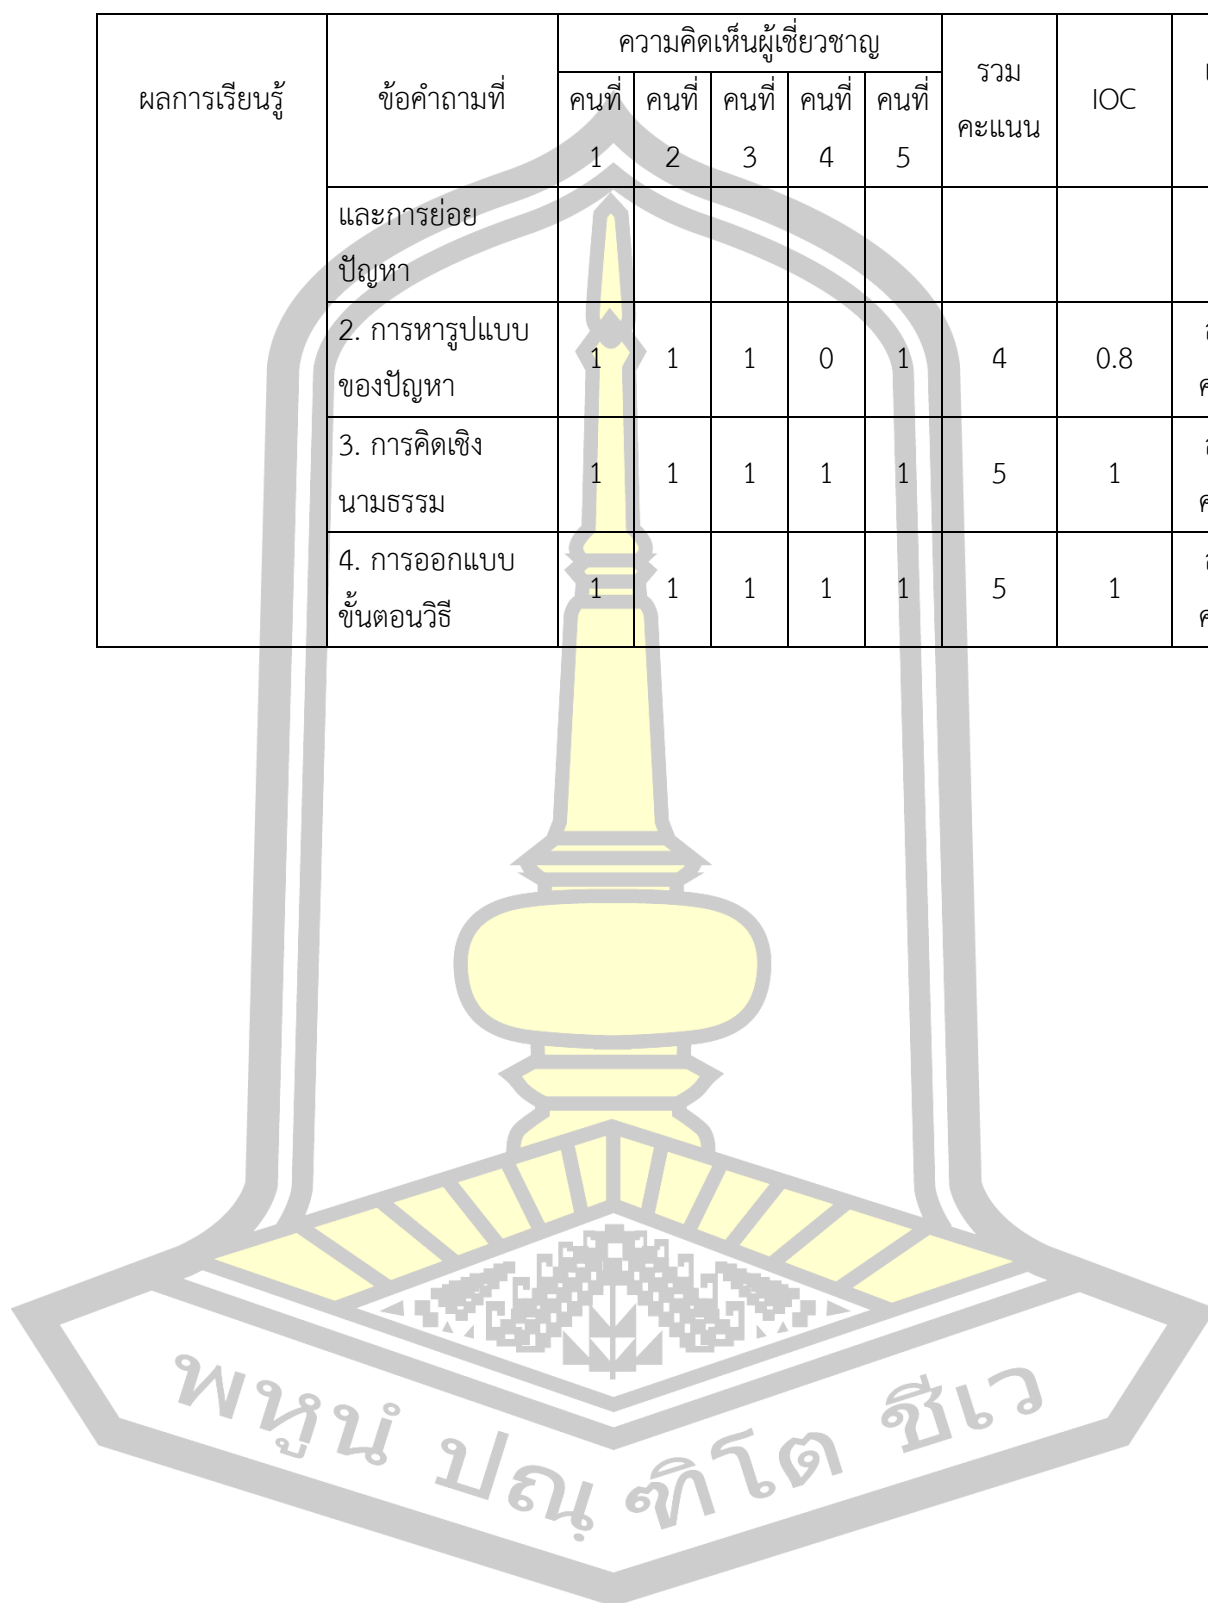 ความคิดเห็นผู้เชี่ยวชาญ
ผลการเรียนรู้ ข้อคำถามที่ คนที่ คนที่ คนที่ คนที่ คนที่ รวม IOC
1 2 3 4 5 คะแนน
และการย่อย
ปัญหา
2. การหารูปแบบ
ของปัญหา 1 1 1 0 1 4 0.8
3. การคิดเชิง
นามธรรม 1 1 1 1 1 5 1
4. การออกแบบ
ขั้นตอนวิธี 1 1 1 1 1 5 1
พหูนํ ปณฺฑิโต ชีเว